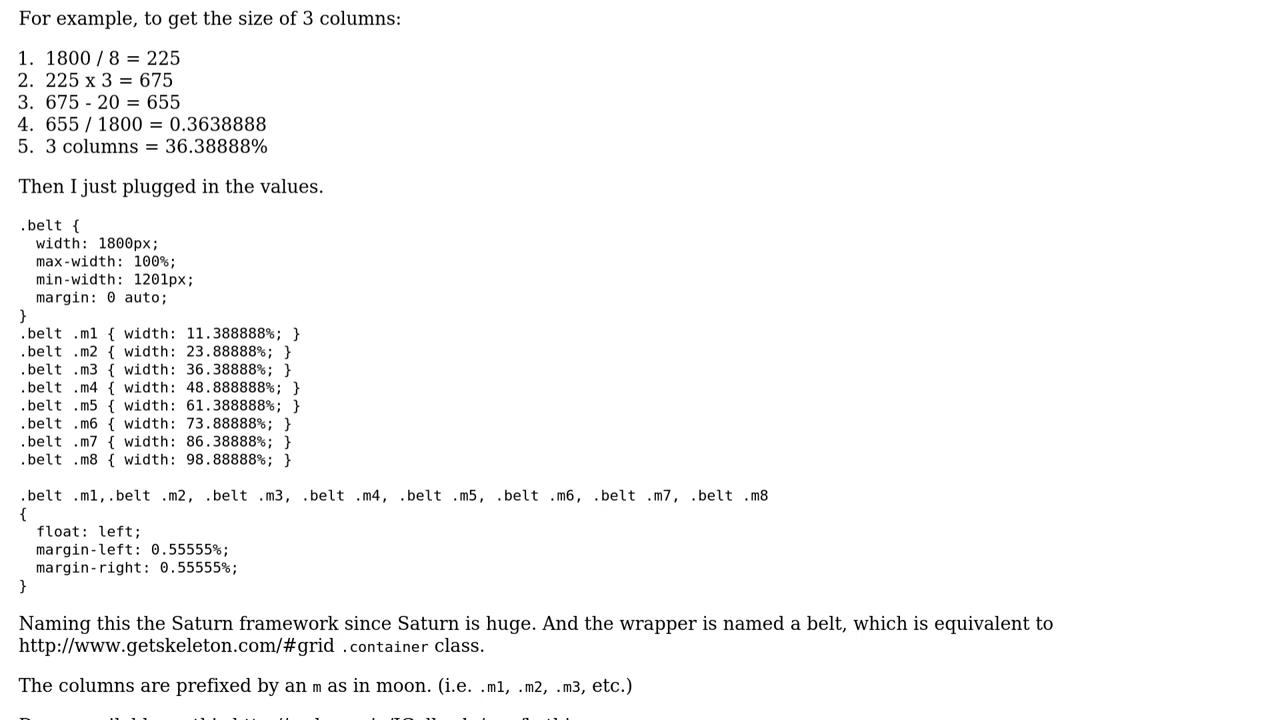 For example, to get the size of 3 columns:
1. 1800 / 8 = 225
2. 225 x 3 = 675
3. 675 - 20 = 655
4. 655 / 1800 = 0.3638888
5. 3 columns = 36.38888%
Then I just plugged in the values.
.belt {
  width: 1800px;
  max-width: 100%;
  min-width: 1201px;
  margin: 0 auto;
}
.belt .m1 { width: 11.388888%; }
.belt .m2 { width: 23.88888%; }
.belt .m3 { width: 36.38888%; }
.belt .m4 { width: 48.888888%; }
.belt .m5 { width: 61.388888%; }
.belt .m6 { width: 73.88888%; }
.belt .m7 { width: 86.38888%; }
.belt .m8 { width: 98.88888%; }
.belt .m1,.belt .m2, .belt .m3, .belt .m4, .belt .m5, .belt .m6, .belt .m7, .belt .m8
{
  float: left;
  margin-left: 0.55555%;
  margin-right: 0.55555%;
}
Naming this the Saturn framework since Saturn is huge. And the wrapper is named a belt, which is equivalent to
http://www.getskeleton.com/#grid .container class.
The columns are prefixed by an m as in moon. (i.e. .m1, .m2, .m3, etc.)